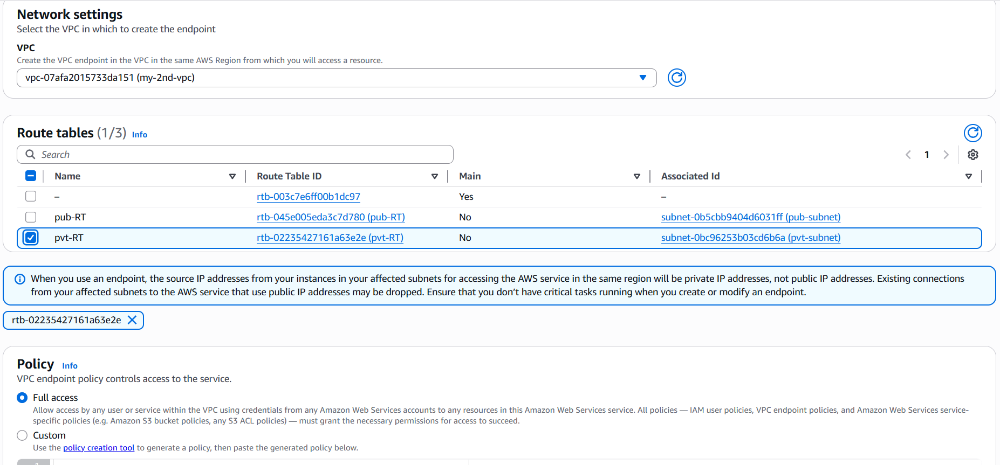 Network settings
Select the VPC in which to create the endpoint
VPC
Create the VPC endpoint in the VPC in the same AWS Region from which you will access a resource.
vpc-07afa2015733da151 (my-2nd-vpc)
Route tables (1/3) Info
Search
1
Name Route Table ID Main Associated Id
– rtb-003c7e6ff00b1dc97 Yes –
pub-RT rtb-045e005eda3c7d780 (pub-RT) No subnet-0b5cbb9404d6031ff (pub-subnet)
pvt-RT rtb-02235427161a63e2e (pvt-RT) No subnet-0bc96253b03cd6b6a (pvt-subnet)
When you use an endpoint, the source IP addresses from your instances in your affected subnets for accessing the AWS service in the same region will be private IP addresses, not public IP addresses. Existing connections
from your affected subnets to the AWS service that use public IP addresses may be dropped. Ensure that you don’t have critical tasks running when you create or modify an endpoint.
rtb-02235427161a63e2e
Policy Info
VPC endpoint policy controls access to the service.
Full access
Allow access by any user or service within the VPC using credentials from any Amazon Web Services accounts to any resources in this Amazon Web Services service. All policies — IAM user policies, VPC endpoint policies, and Amazon Web Services service-
specific policies (e.g. Amazon S3 bucket policies, any S3 ACL policies) — must grant the necessary permissions for access to succeed.
Custom
Use the policy creation tool to generate a policy, then paste the generated policy below.